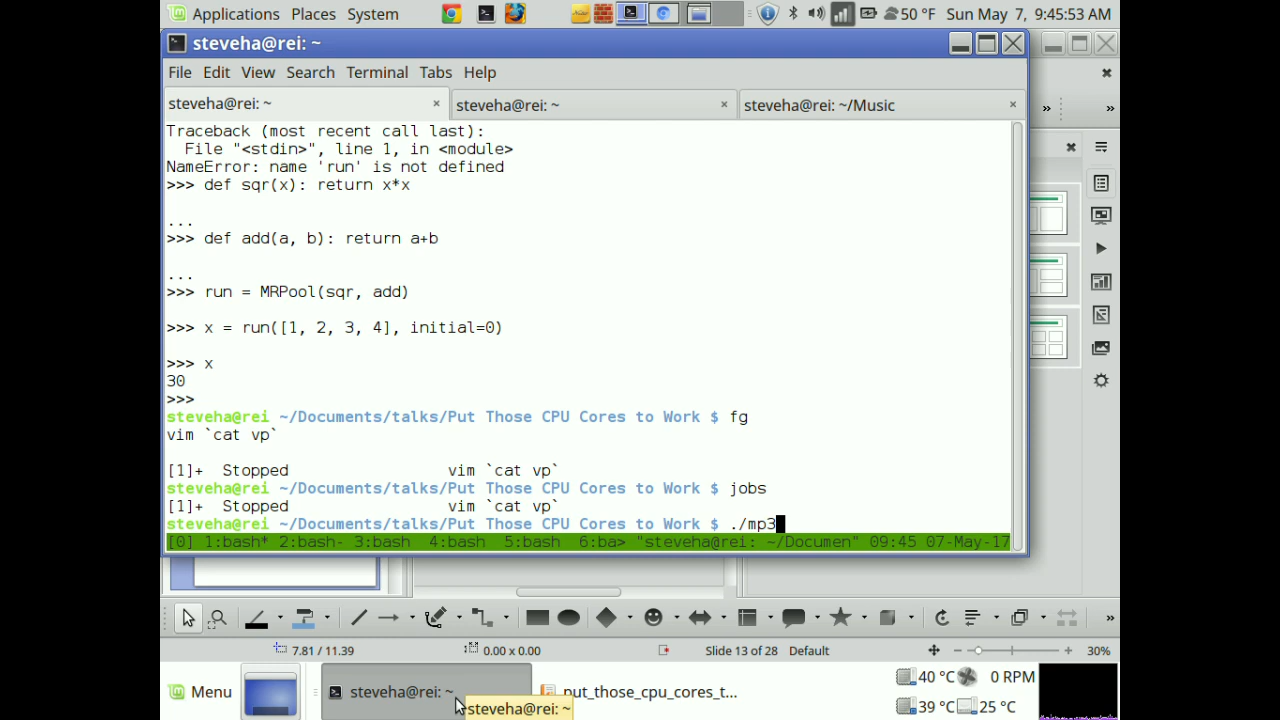 Applications Places System 50 °F Sun May 7, 9:45:53 AM
steveha@rei: ~
File Edit View Search Terminal Tabs Help
steveha@rei: ~ × steveha@rei: ~ × steveha@rei: ~/Music ×
Traceback (most recent call last):
File "<stdin>", line 1, in <module>
NameError: name 'run' is not defined
>>> def sqr(x): return x*x
...
>>> def add(a, b): return a+b
...
>>> run = MRPool(sqr, add)
>>> x = run([1, 2, 3, 4], initial=0)
>>> x
30
>>>
steveha@rei ~/Documents/talks/Put Those CPU Cores to Work $ fg
vim `cat vp`
[1]+ Stopped vim `cat vp`
steveha@rei ~/Documents/talks/Put Those CPU Cores to Work $ jobs
[1]+ Stopped vim `cat vp`
steveha@rei ~/Documents/talks/Put Those CPU Cores to Work $ ./mp3
[0] 1:bash* 2:bash- 3:bash 4:bash 5:bash 6:ba> "steveha@rei: ~/Documen" 09:45 07-May-17
7.81 / 11.39 0.00 x 0.00 Slide 13 of 28 Default 30%
Menu steveha@rei: ~ put_those_cpu_cores_t... 40 °C 0 RPM
steveha@rei: ~ 39 °C 25 °C